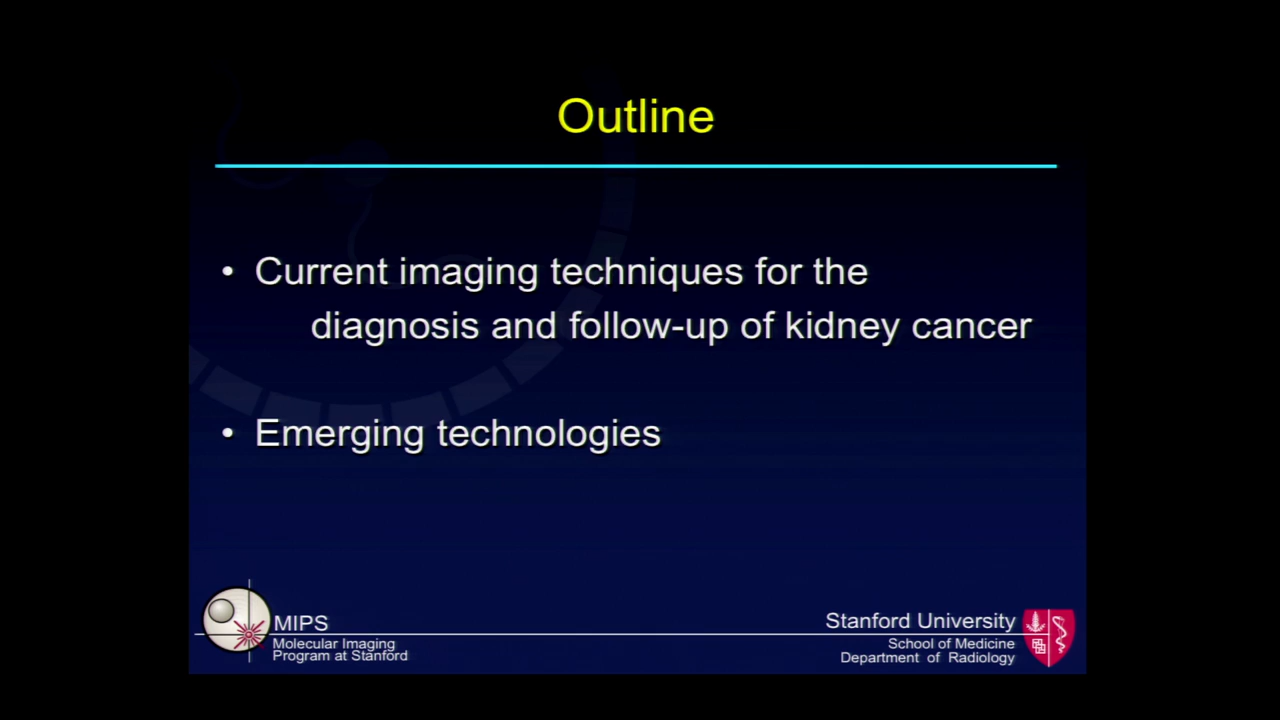 Outline
• Current imaging techniques for the
diagnosis and follow-up of kidney cancer
• Emerging technologies
MIPS
Molecular Imaging
Program at Stanford
Stanford University
School of Medicine
Department of Radiology